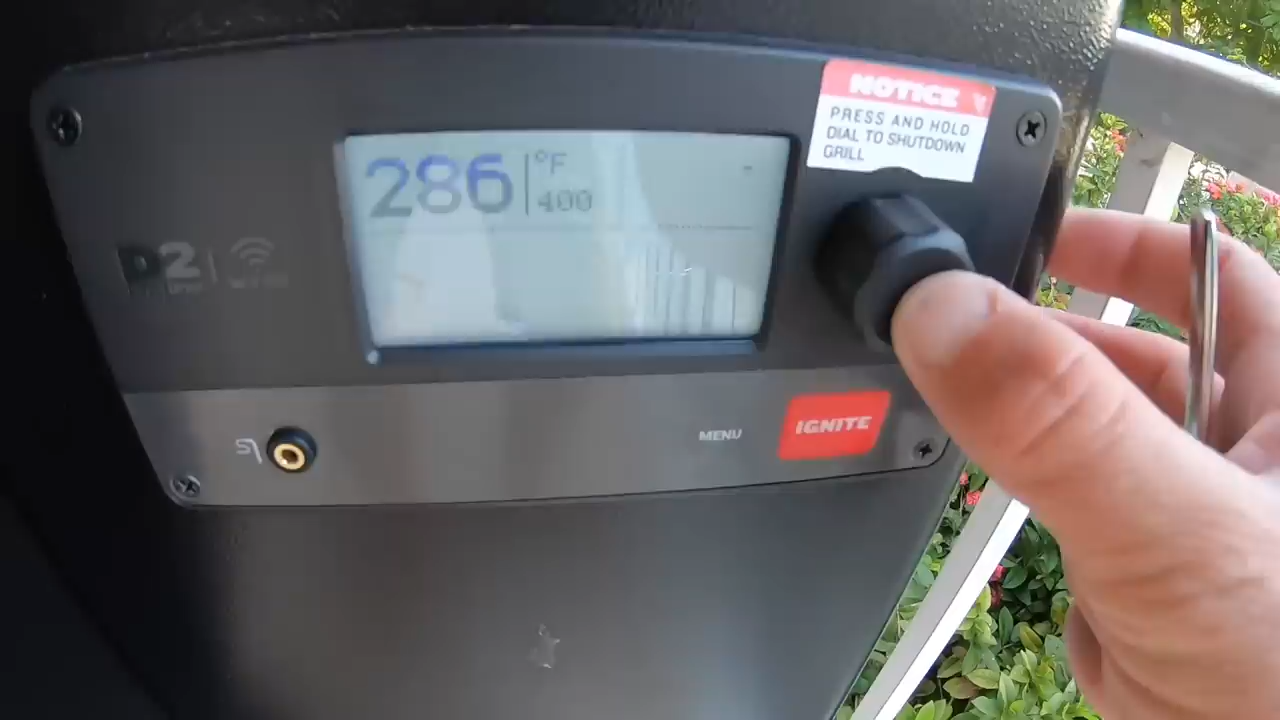 NOTICE
PRESS AND HOLD
DIAL TO SHUTDOWN
GRILL
286 °F
400
D2
MENU
IGNITE